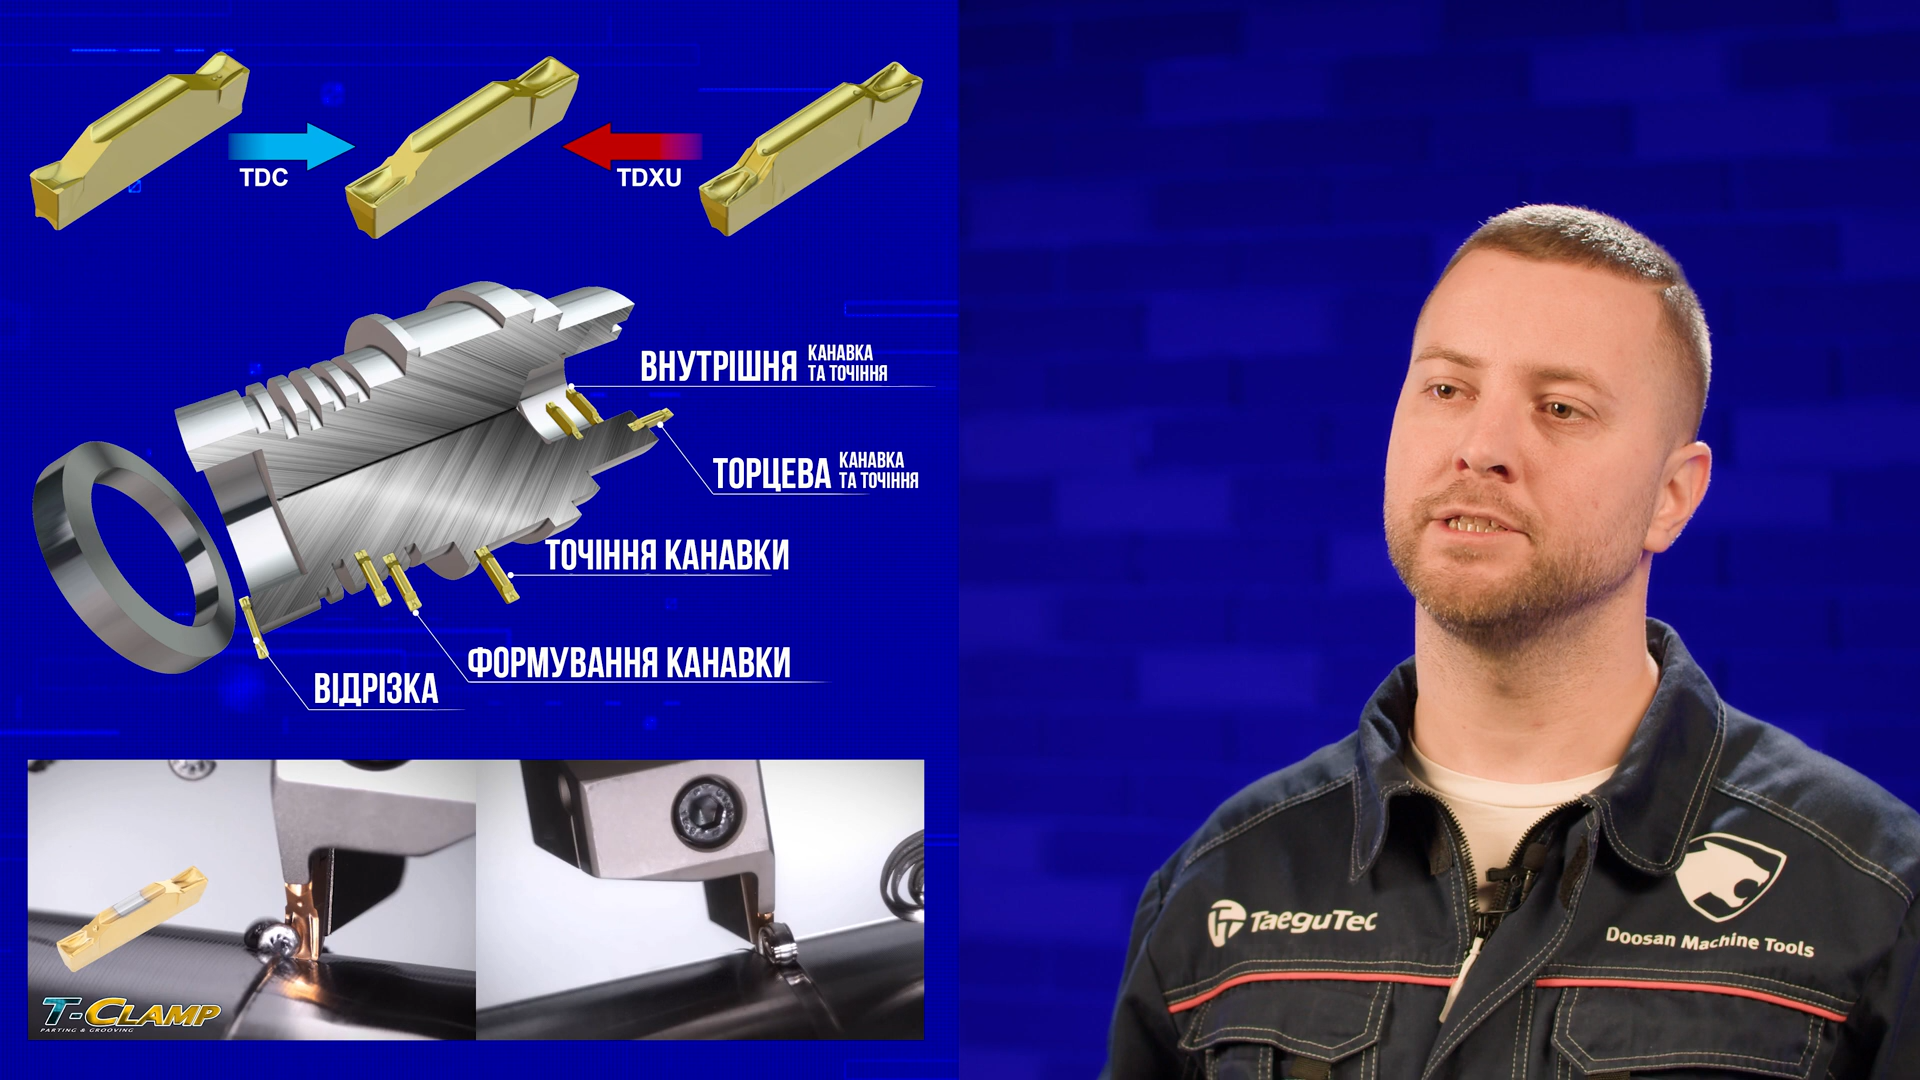 TDC
TDXU
ВНУТРІШНЯ КАНАВКА
ТА ТОЧІННЯ
ТОРЦЕВА КАНАВКА
ТА ТОЧІННЯ
ТОЧІННЯ КАНАВКИ
ФОРМУВАННЯ КАНАВКИ
ВІДРІЗКА
T-CLAMP
PARTING & GROOVING
TaeguTec
Doosan Machine Tools